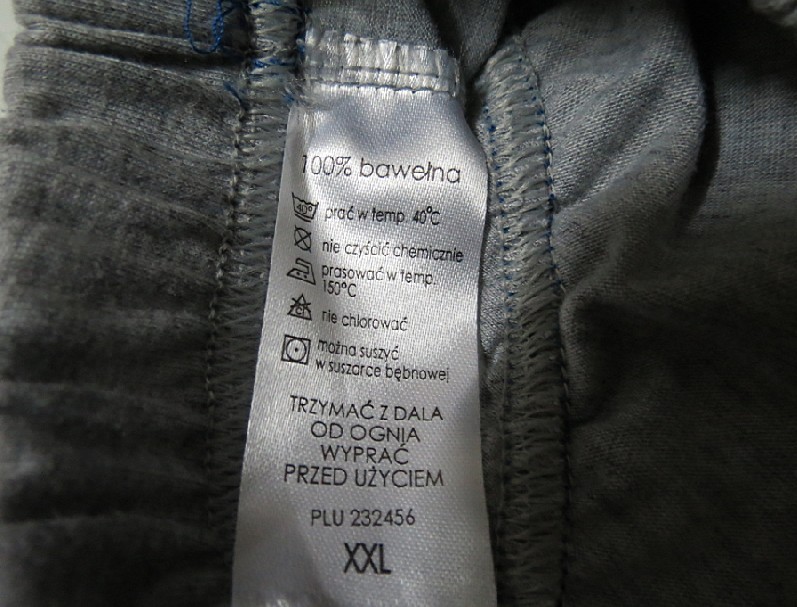 100% bawełna
40° prać w temp. 40°C
nie czyścić chemicznie
prasować w temp.
150°C
nie chlorować
można suszyć
w suszarce bębnowej
TRZYMAĆ Z DALA
OD OGNIA
WYPRAĆ
PRZED UŻYCIEM
PLU 232456
XXL